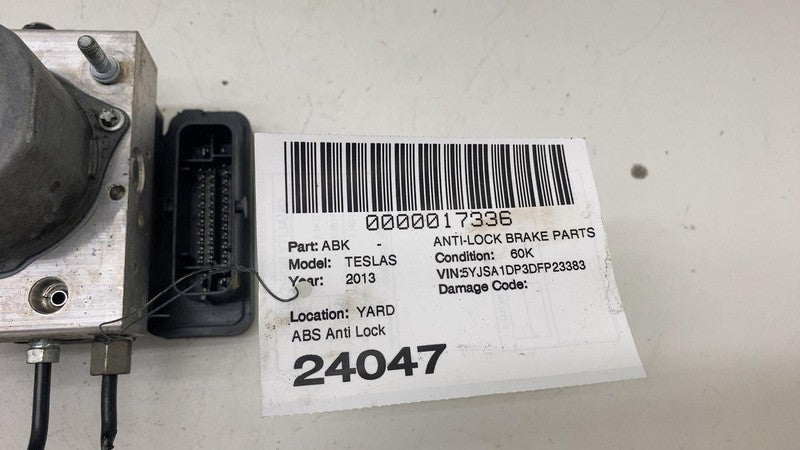 0000017336
Part: ABK - ANTI-LOCK BRAKE PARTS
Model: TESLAS Condition: 60K
Year: 2013 VIN:5YJSA1DP3DFP23383
Damage Code:
Location: YARD
ABS Anti Lock
24047